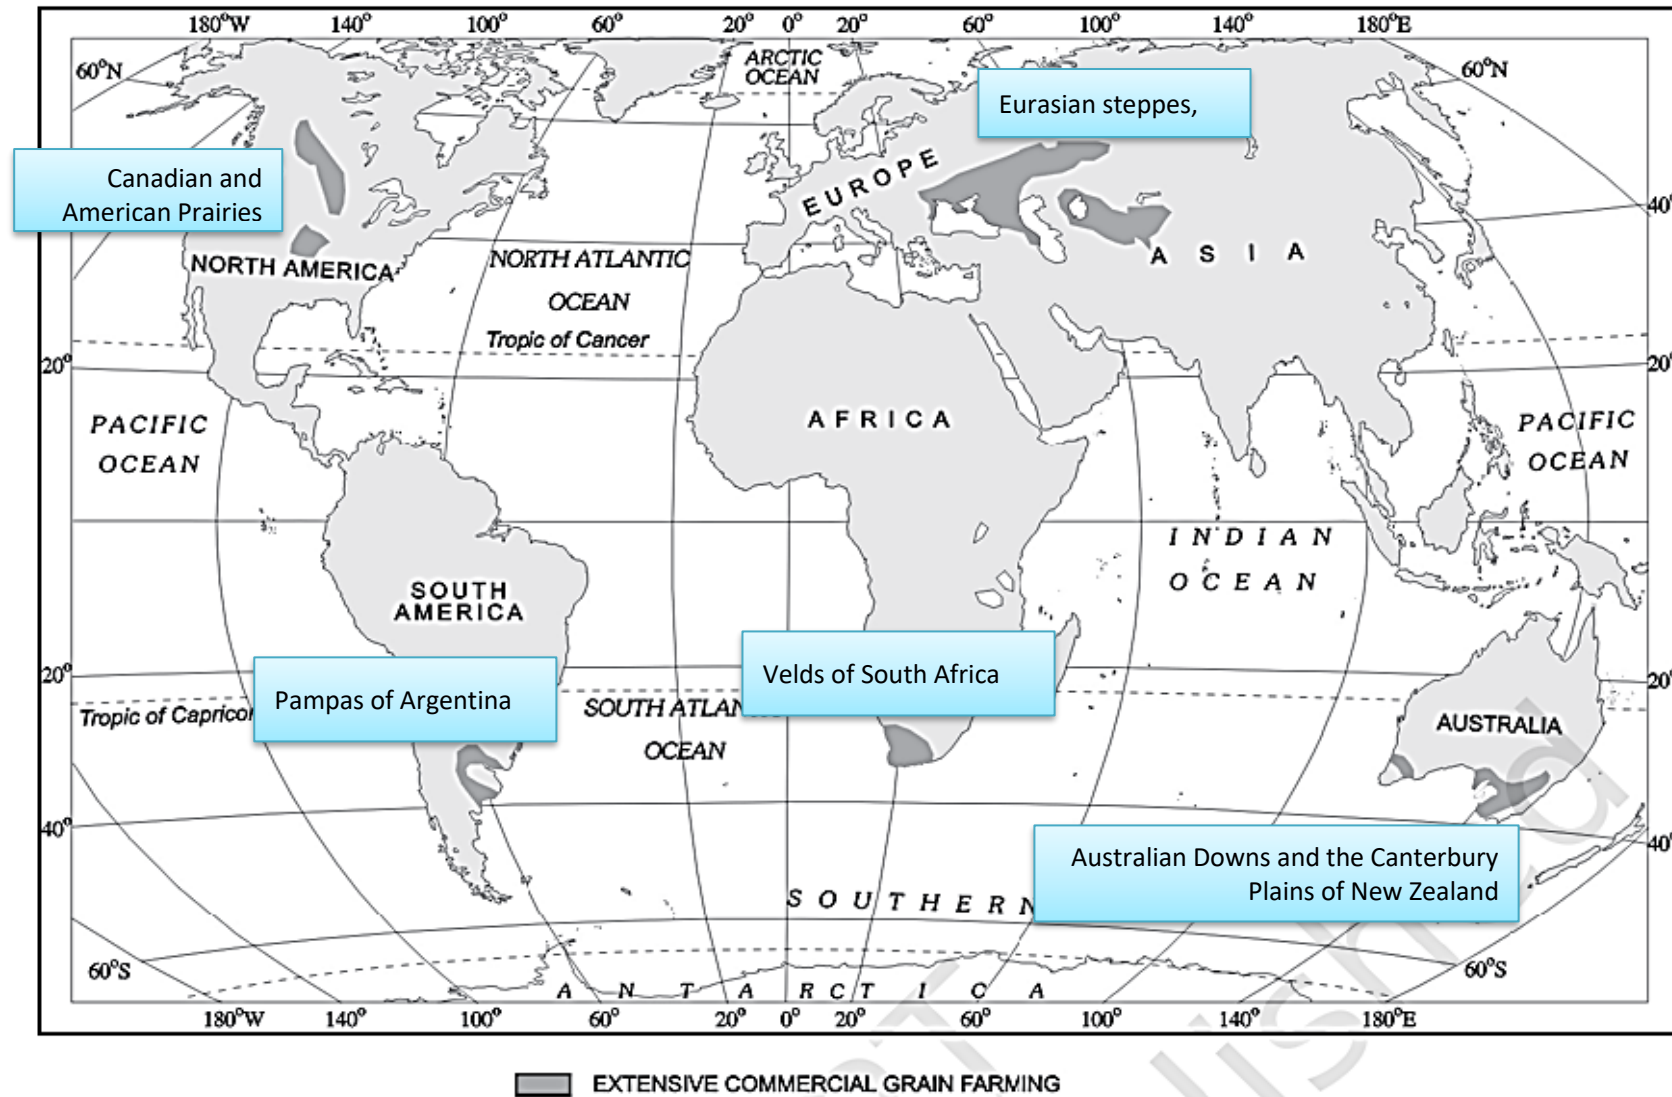 180°W 140° 100° 60° 20° 0° 20° 60° 100° 140° 180°E
ARCTIC
OCEAN
60°N
60°N
Eurasian steppes,
Canadian and
American Prairies
EUROPE
40°
ASIA
NORTH AMERICA
NORTH ATLANTIC
OCEAN
Tropic of Cancer
20°
20°
AFRICA
PACIFIC
OCEAN
PACIFIC
OCEAN
INDIAN
OCEAN
SOUTH
AMERICA
Velds of South Africa
20°
20°
Pampas of Argentina
Tropic of Capricor
SOUTH ATLAN
OCEAN
AUSTRALIA
40°
40°
Australian Downs and the Canterbury
Plains of New Zealand
SOUTHERN
60°S
60°S
ANTARCTICA
180°W 140° 100° 60° 20° 0° 20° 60° 100° 140° 180°E
EXTENSIVE COMMERCIAL GRAIN FARMING